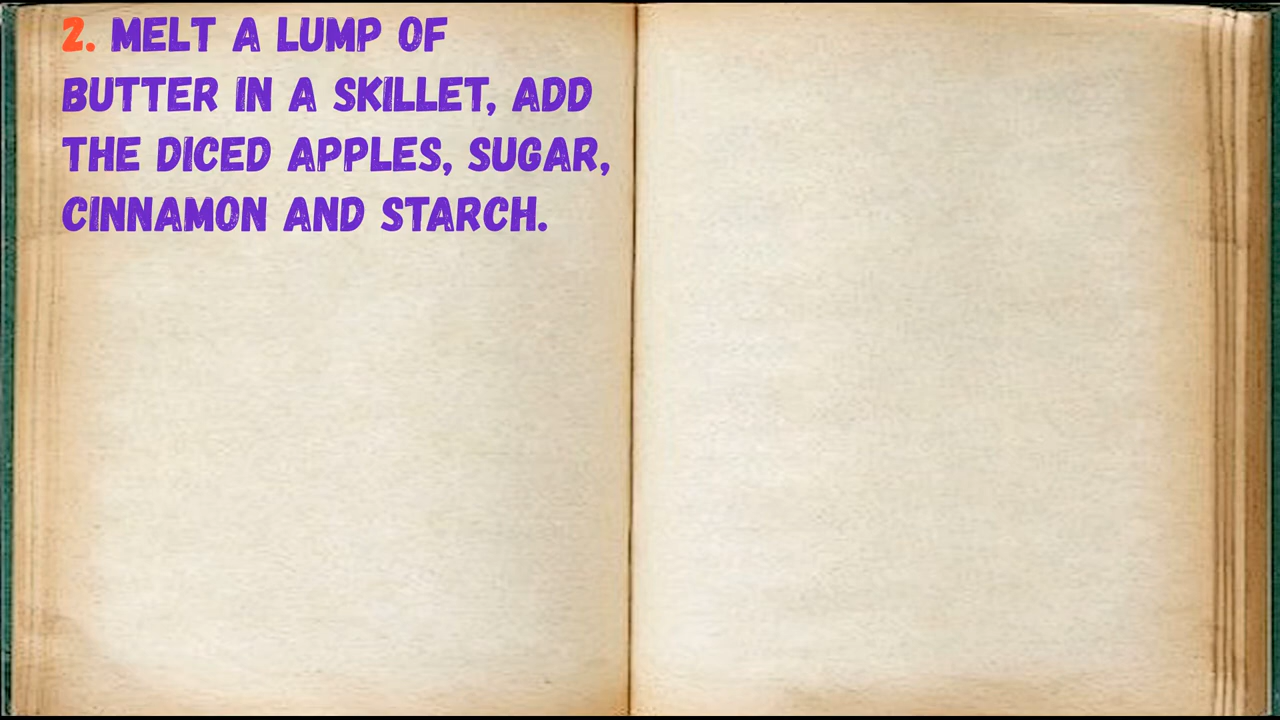 2. MELT A LUMP OF
BUTTER IN A SKILLET, ADD
THE DICED APPLES, SUGAR,
CINNAMON AND STARCH.